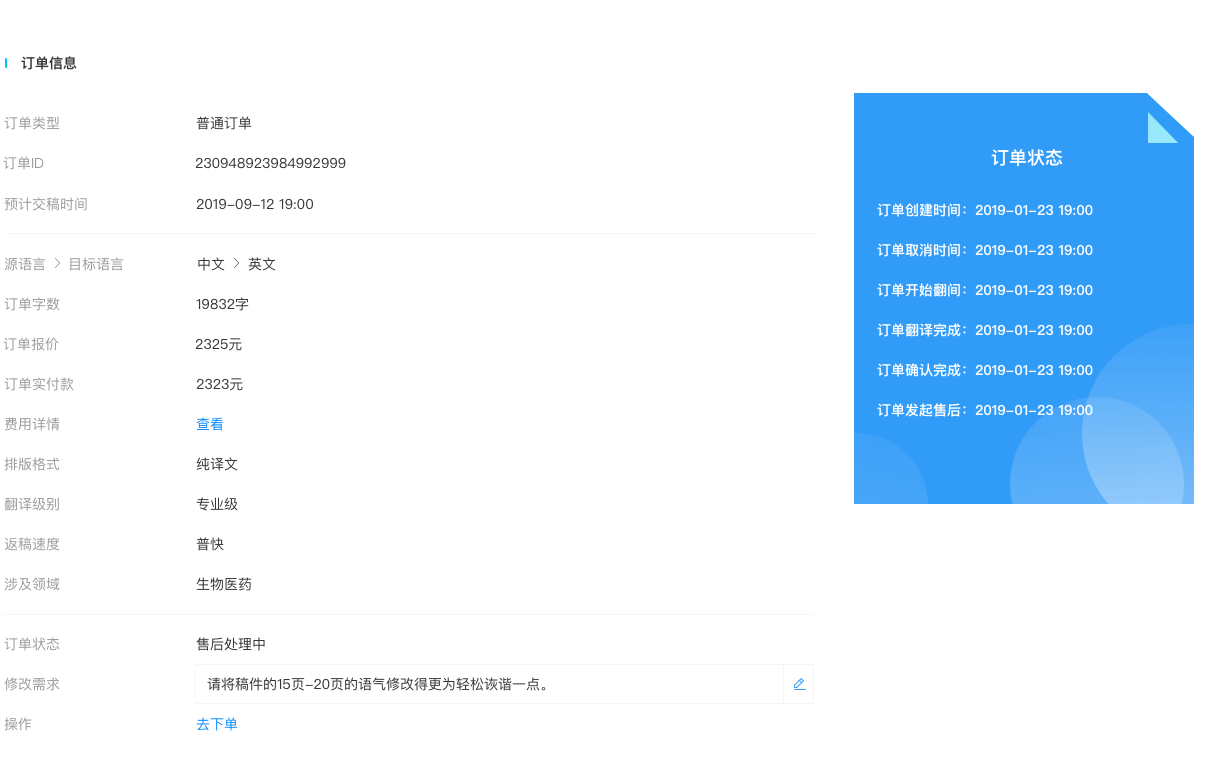 订单信息
订单类型 普通订单
订单ID 230948923984992999
预计交稿时间 2019-09-12 19:00
源语言 > 目标语言 中文 > 英文
订单字数 19832字
订单报价 2325元
订单实付款 2323元
费用详情 查看
排版格式 纯译文
翻译级别 专业级
返稿速度 普快
涉及领域 生物医药
订单状态 售后处理中
修改需求 请将稿件的15页-20页的语气修改得更为轻松诙谐一点。
操作 去下单
订单状态
订单创建时间：2019-01-23 19:00
订单取消时间：2019-01-23 19:00
订单开始翻间：2019-01-23 19:00
订单翻译完成：2019-01-23 19:00
订单确认完成：2019-01-23 19:00
订单发起售后：2019-01-23 19:00